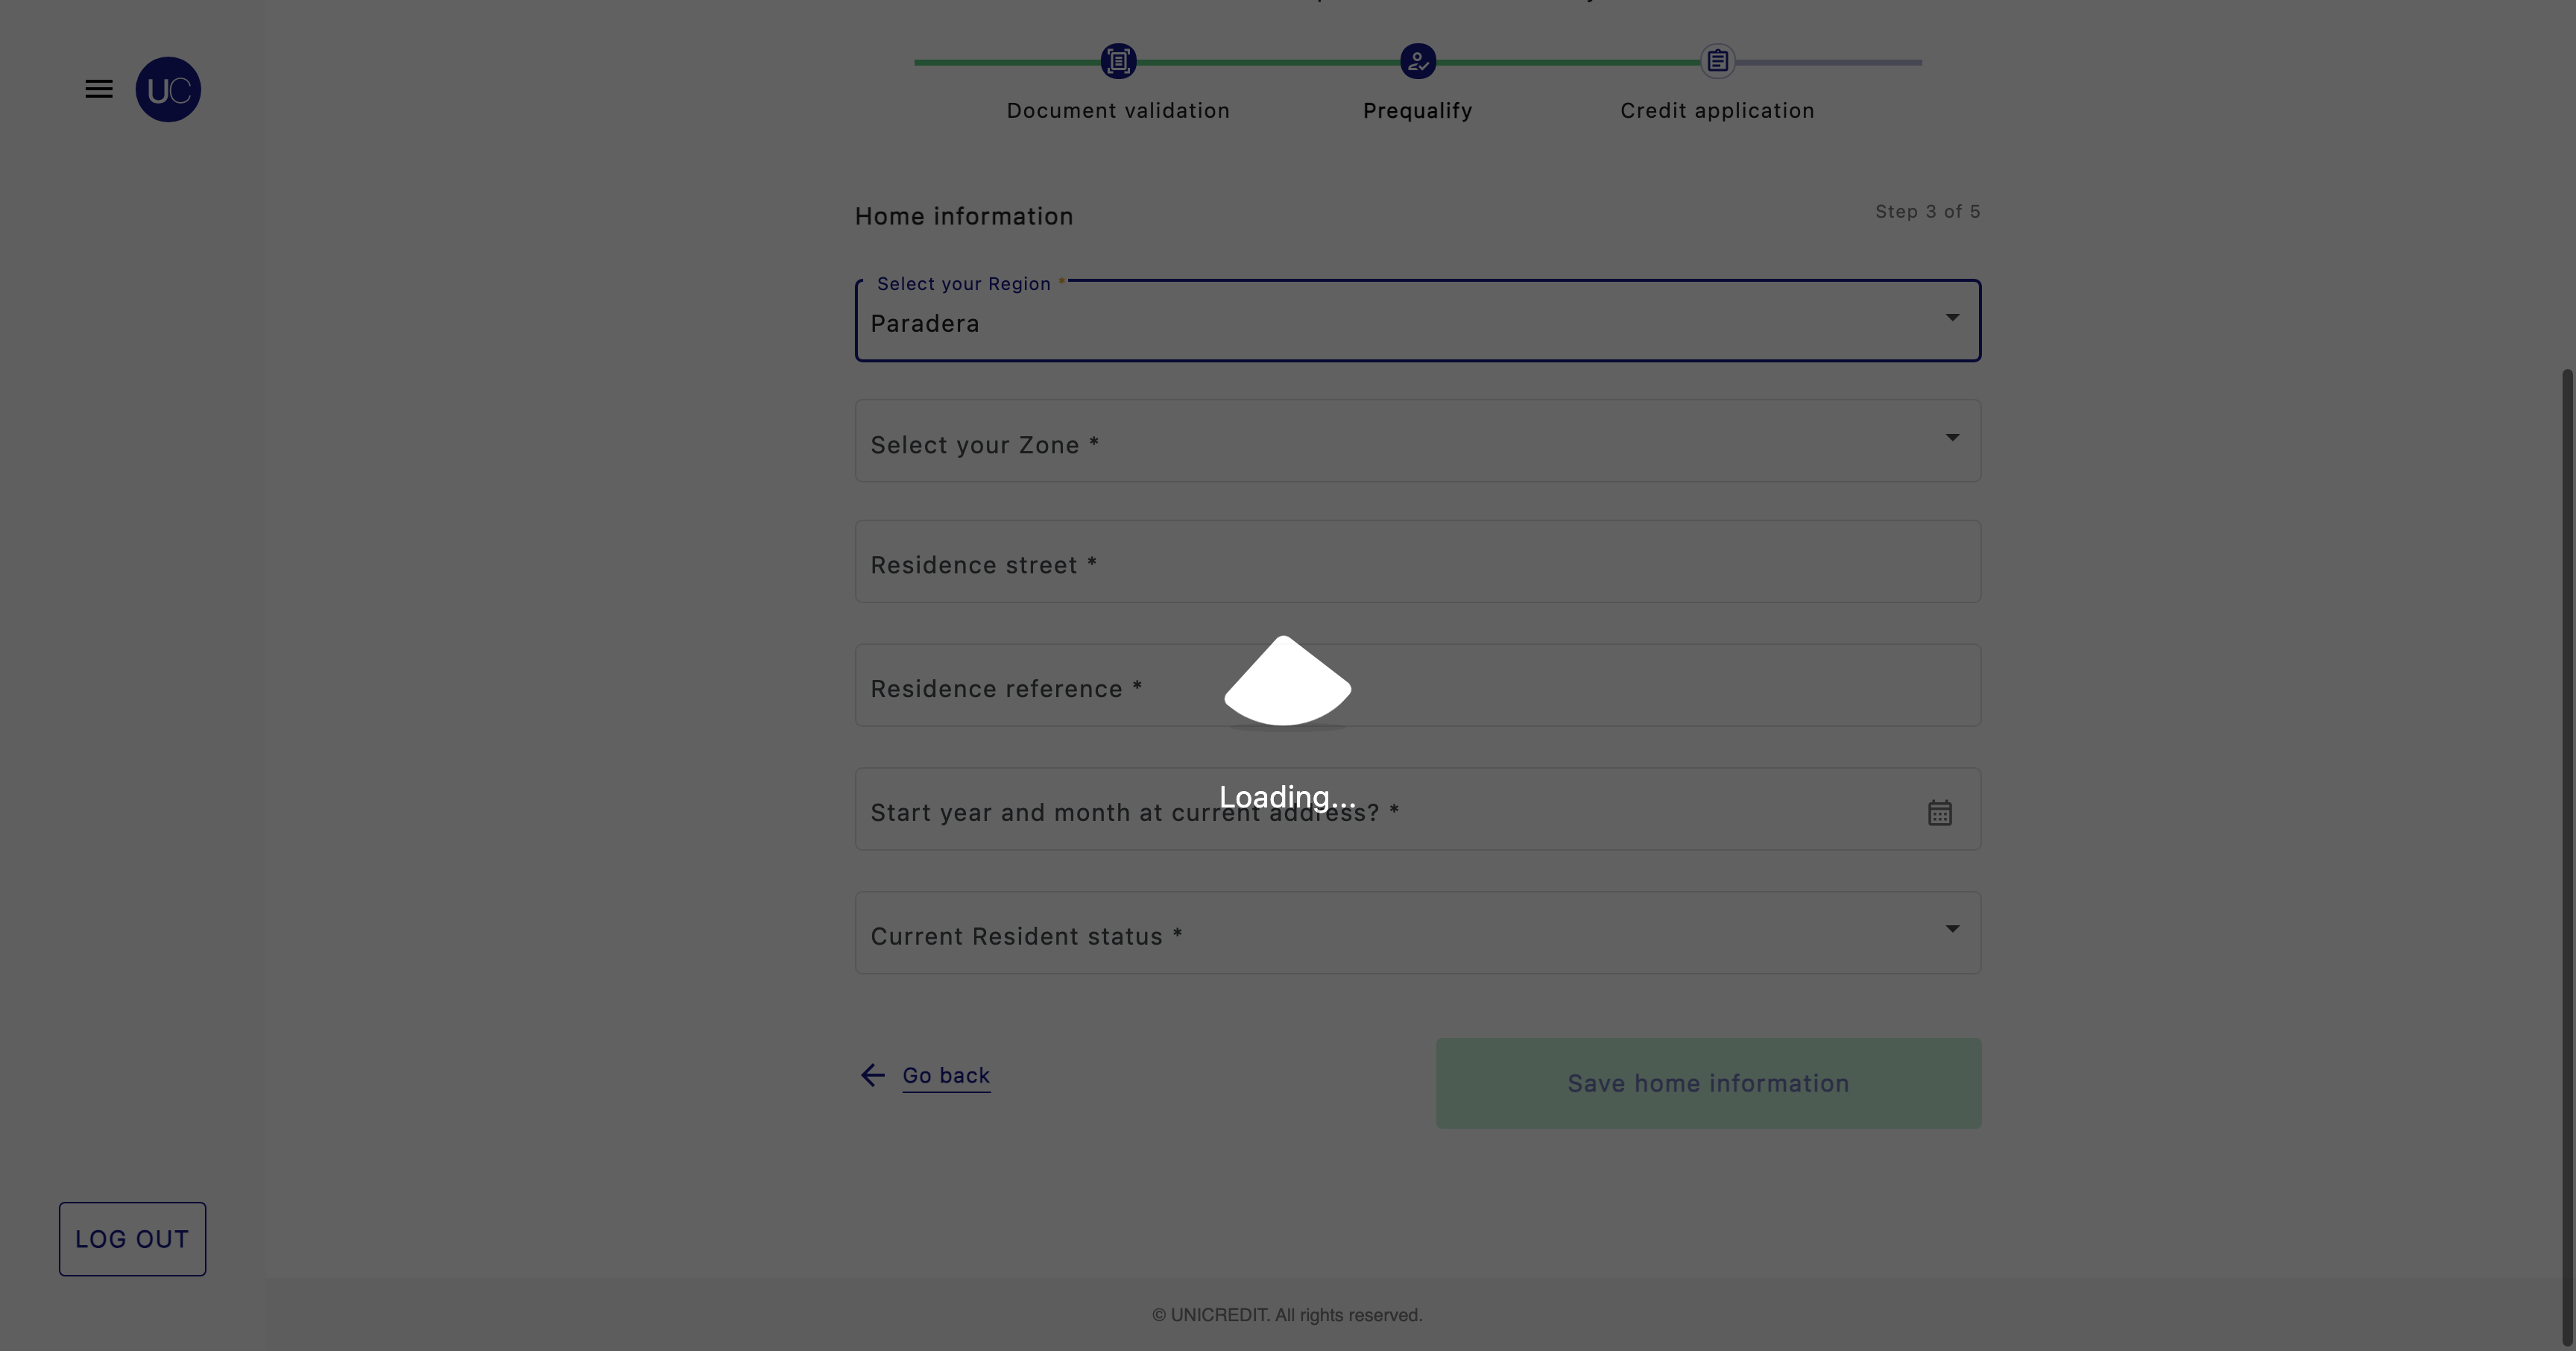 UC
Document validation
Prequalify
Credit application
Home information
Step 3 of 5
Select your Region *
Paradera
Select your Zone *
Residence street *
Residence reference *
Loading...
Start year and month at current address? *
Current Resident status *
Go back
Save home information
LOG OUT
© UNICREDIT. All rights reserved.